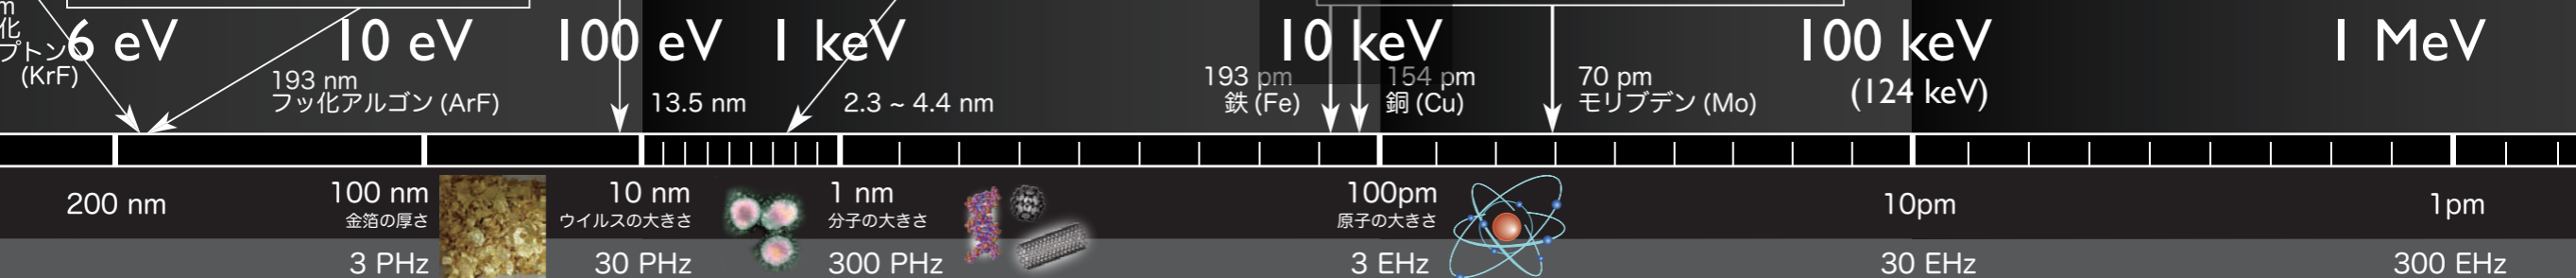 m
化
プトン
(KrF)
6 eV
10 eV
100 eV
1 keV
10 keV
100 keV
1 MeV
(124 keV)
193 nm
フッ化アルゴン (ArF)
13.5 nm
2.3 ~ 4.4 nm
193 pm
鉄 (Fe)
154 pm
銅 (Cu)
70 pm
モリブデン (Mo)
200 nm
100 nm
金箔の厚さ
10 nm
ウイルスの大きさ
1 nm
分子の大きさ
100pm
原子の大きさ
10pm
1pm
3 PHz
30 PHz
300 PHz
3 EHz
30 EHz
300 EHz